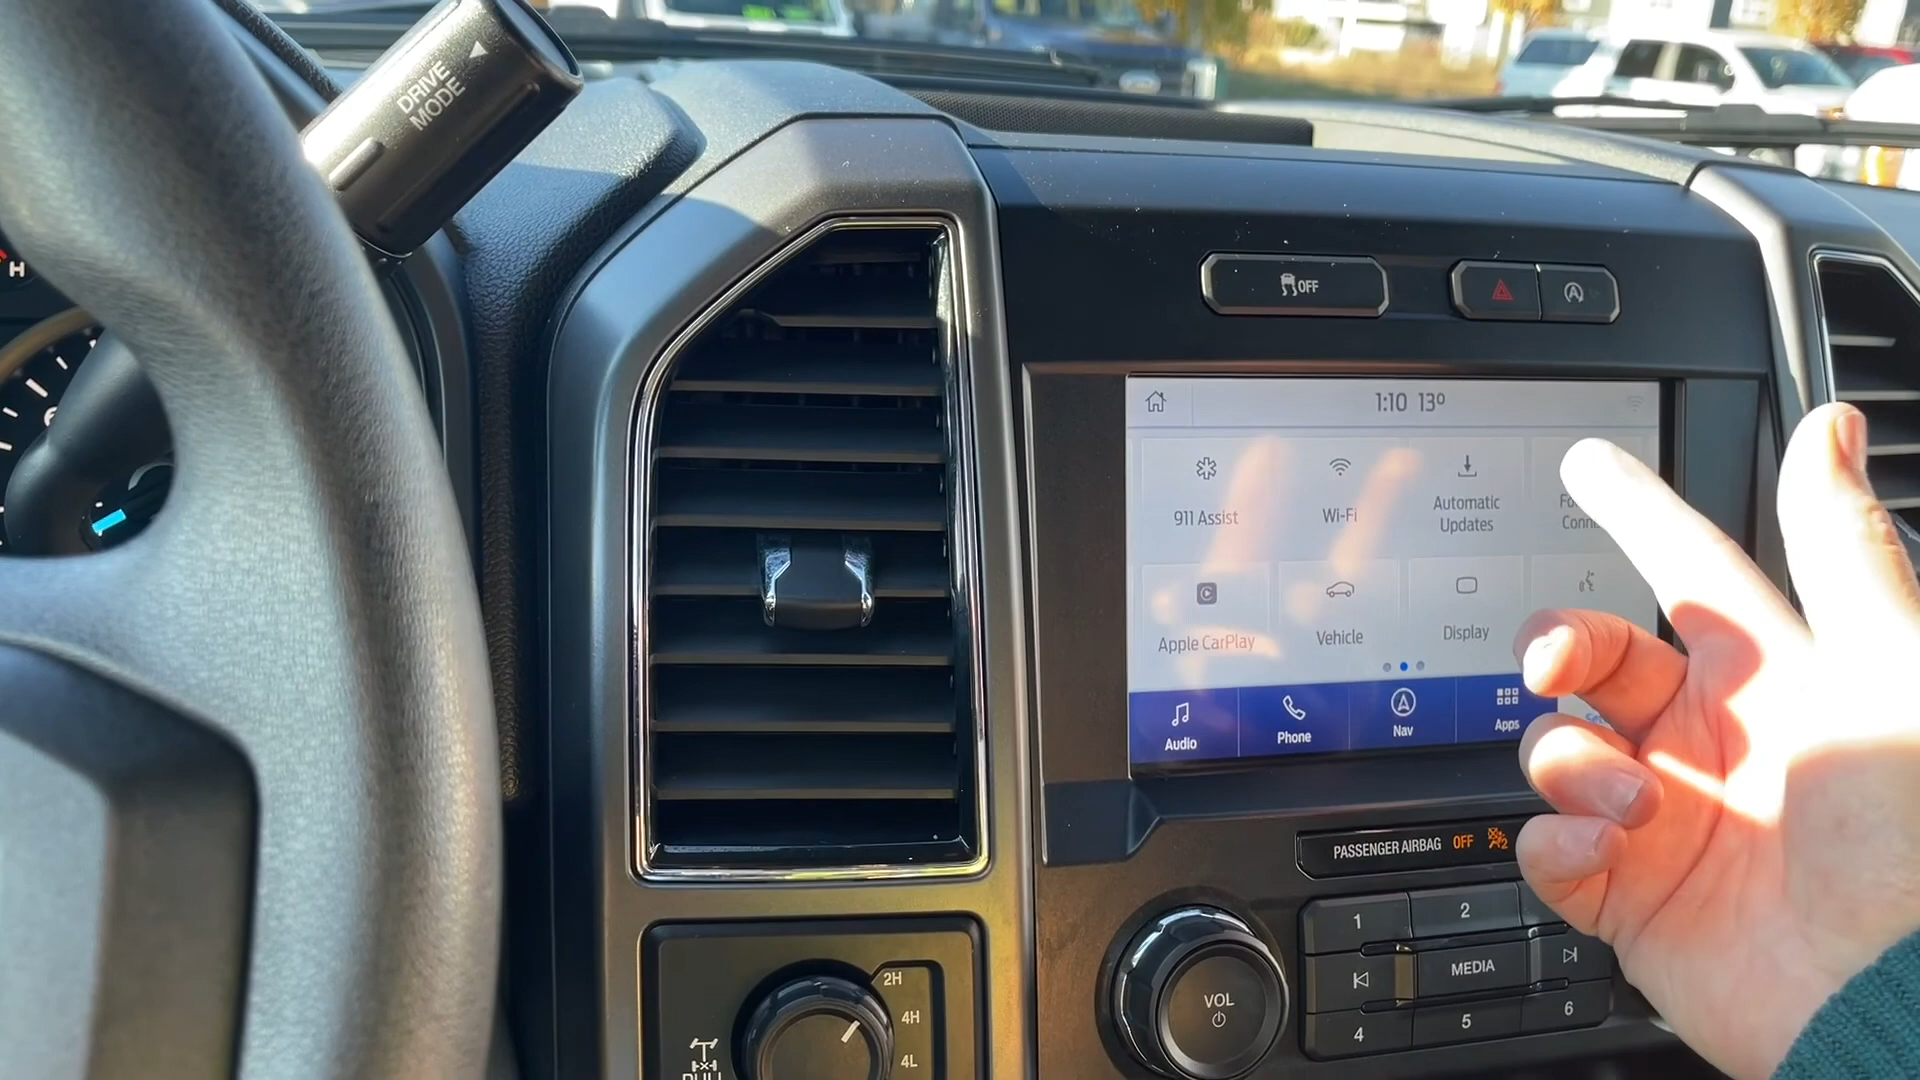 DRIVE
MODE
H
OFF
1:10 13º
911 Assist
Wi-Fi
Automatic
Updates
Apple CarPlay
Vehicle
Display
Audio
Phone
Nav
Apps
PASSENGER AIRBAG OFF
2
1
2
MEDIA
4
5
6
VOL
2H
4H
4L